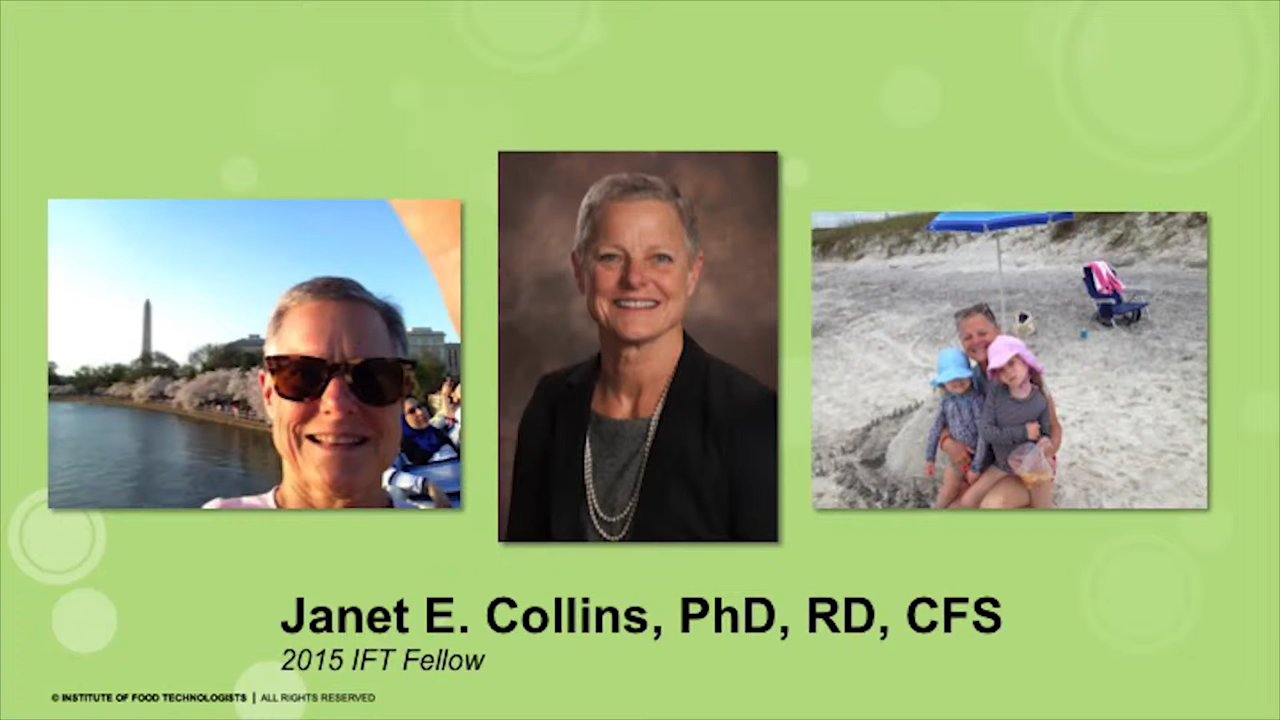 Janet E. Collins, PhD, RD, CFS
2015 IFT Fellow
© INSTITUTE OF FOOD TECHNOLOGISTS | ALL RIGHTS RESERVED